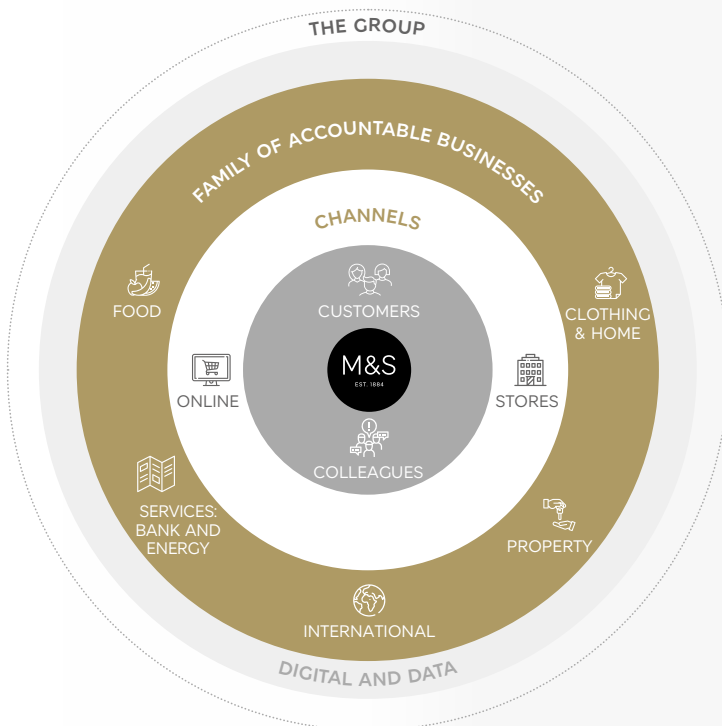 THE GROUP
FAMILY OF ACCOUNTABLE BUSINESSES
CHANNELS
CUSTOMERS
FOOD
CLOTHING
& HOME
M&S
EST. 1884
ONLINE
STORES
COLLEAGUES
SERVICES:
BANK AND
ENERGY
PROPERTY
INTERNATIONAL
DIGITAL AND DATA